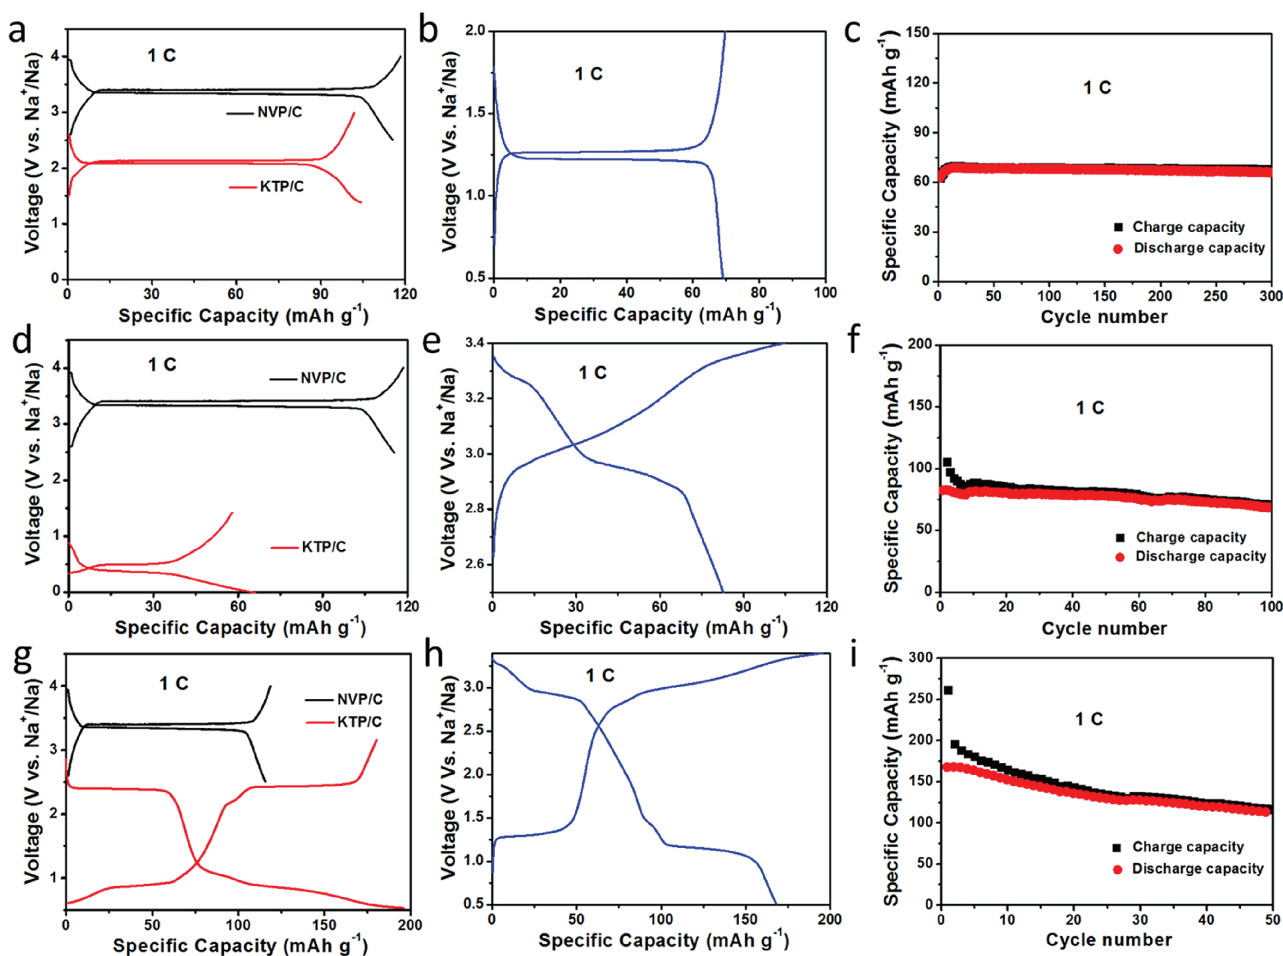 a
1 C
NVP/C
KTP/C
Voltage (V vs. Na⁺/Na)
4
3
2
1
0
0 30 60 90 120
Specific Capacity (mAh g⁻¹)
b
1 C
Voltage (V vs. Na⁺/Na)
2.0
1.5
1.0
0.5
0 20 40 60 80 100
Specific Capacity (mAh g⁻¹)
c
1 C
Charge capacity
Discharge capacity
Specific Capacity (mAh g⁻¹)
150
120
90
60
30
0
0 50 100 150 200 250 300
Cycle number
d
1 C
NVP/C
KTP/C
Voltage (V vs. Na⁺/Na)
4
3
2
1
0
0 30 60 90 120
Specific Capacity (mAh g⁻¹)
e
1 C
Voltage (V Vs. Na⁺/Na)
3.4
3.2
3.0
2.8
2.6
0 30 60 90 120
Specific Capacity (mAh g⁻¹)
f
1 C
Charge capacity
Discharge capacity
Specific Capacity (mAh g⁻¹)
200
150
100
50
0
0 20 40 60 80 100
Cycle number
g
1 C
NVP/C
KTP/C
Voltage (V vs. Na⁺/Na)
4
3
2
1
0 50 100 150 200
Specific Capacity (mAh g⁻¹)
h
1 C
Voltage (V vs. Na⁺/Na)
3.0
2.5
2.0
1.5
1.0
0.5
0 50 100 150 200
Specific Capacity (mAh g⁻¹)
i
1 C
Charge capacity
Discharge capacity
Specific Capacity (mAh g⁻¹)
300
250
200
150
100
50
0
0 10 20 30 40 50
Cycle number